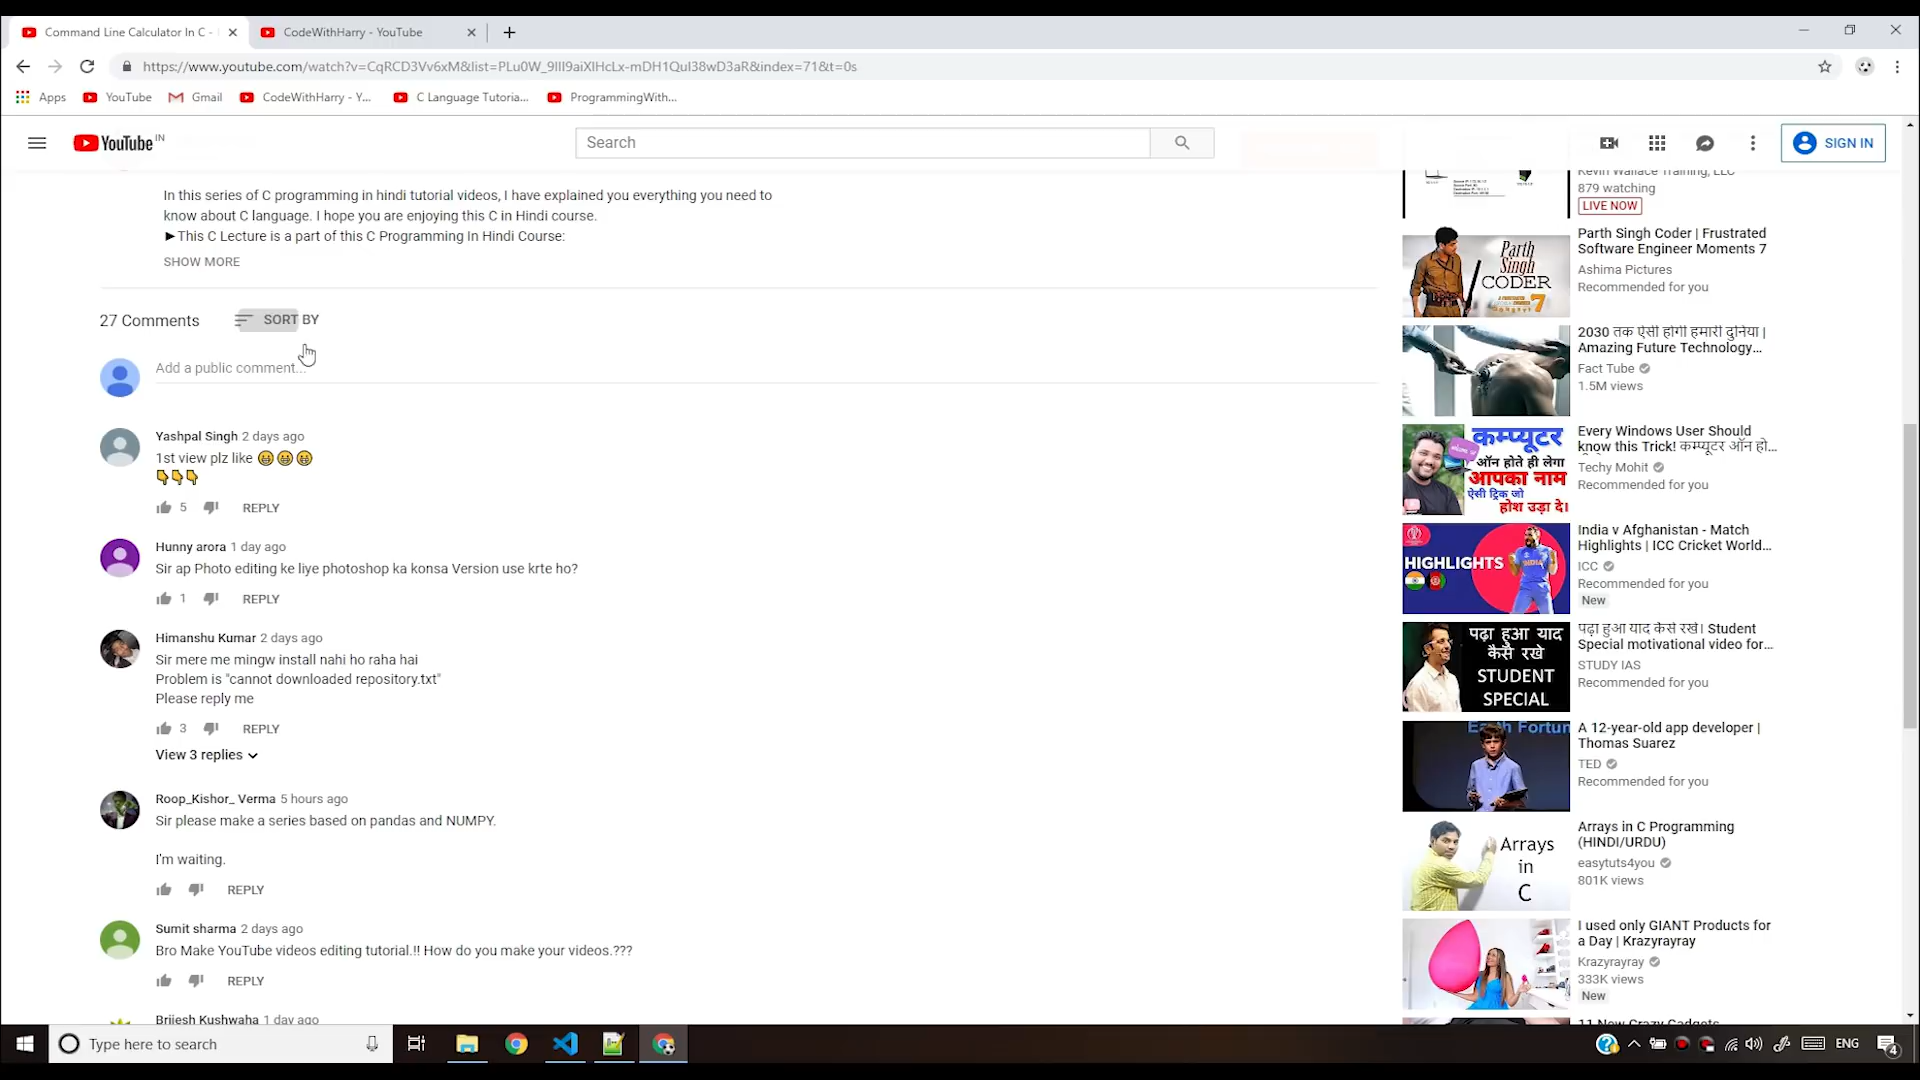 Command Line Calculator In C -
CodeWithHarry - YouTube
https://www.youtube.com/watch?v=CqRCD3Vv6xM&list=PLu0W_9lII9aiXlHcLx-mDH1QuI38wD3aR&index=71&t=0s
Apps
YouTube
Gmail
CodeWithHarry - Y...
C Language Tutoria...
ProgrammingWith...
YouTube IN
Search
SIGN IN
In this series of C programming in hindi tutorial videos, I have explained you everything you need to
know about C language. I hope you are enjoying this C in Hindi course.
►This C Lecture is a part of this C Programming In Hindi Course:
SHOW MORE
27 Comments
SORT BY
Add a public comment...
Yashpal Singh 2 days ago
1st view plz like 😀😀😀
👇👇👇
5 REPLY
Hunny arora 1 day ago
Sir ap Photo editing ke liye photoshop ka konsa Version use krte ho?
1 REPLY
Himanshu Kumar 2 days ago
Sir mere me mingw install nahi ho raha hai
Problem is "cannot downloaded repository.txt"
Please reply me
3 REPLY
View 3 replies
Roop_Kishor_ Verma 5 hours ago
Sir please make a series based on pandas and NUMPY.
I'm waiting.
REPLY
Sumit sharma 2 days ago
Bro Make YouTube videos editing tutorial.!! How do you make your videos.???
REPLY
Brijesh Kushwaha 1 day ago
Kevin Wallace Training, LLC
879 watching
LIVE NOW
Parth
Singh
CODER
7
Parth Singh Coder | Frustrated
Software Engineer Moments 7
Ashima Pictures
Recommended for you
2030 तक ऐसी होगी हमारी दुनिया |
Amazing Future Technology...
Fact Tube
1.5M views
कम्प्यूटर
ऑन होते ही लेगा
आपका नाम
ऐसी ट्रिक जो
होश उड़ा दे।
Every Windows User Should
know this Trick! कम्प्यूटर ऑन हो...
Techy Mohit
Recommended for you
HIGHLIGHTS
India v Afghanistan - Match
Highlights | ICC Cricket World...
ICC
Recommended for you
New
पढ़ा हुआ याद
कैसे रखे
STUDENT
SPECIAL
पढ़ा हुआ याद कैसे रखे। Student
Special motivational video for...
STUDY IAS
Recommended for you
Earth Fortun
A 12-year-old app developer |
Thomas Suarez
TED
Recommended for you
Arrays
in
C
Arrays in C Programming
(HINDI/URDU)
easytuts4you
801K views
I used only GIANT Products for
a Day | Krazyrayray
Krazyrayray
333K views
New
11 New Crazy Gadgets
Type here to search
ENG
4